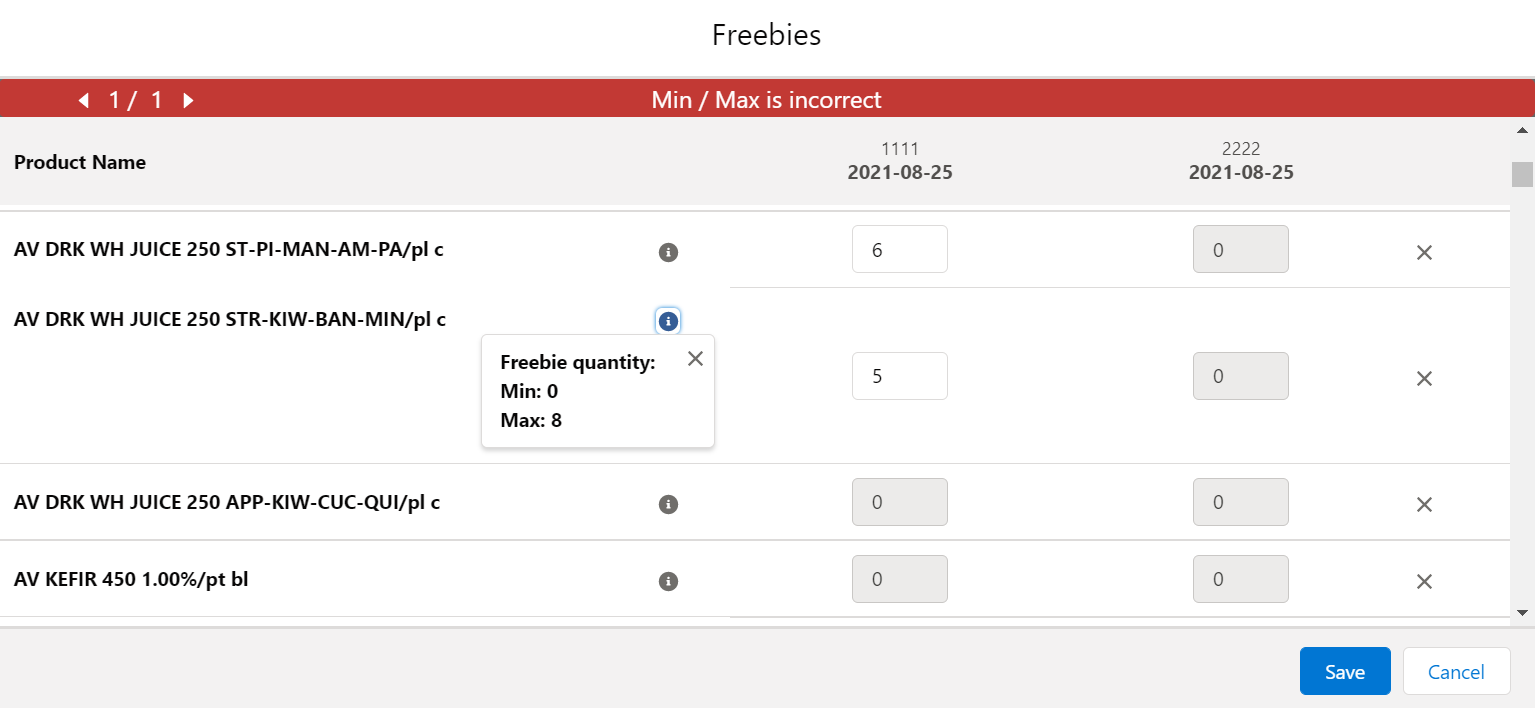 Freebies
1 / 1
Min / Max is incorrect
Product Name
1111
2021-08-25
2222
2021-08-25
AV DRK WH JUICE 250 ST-PI-MAN-AM-PA/pl c
6
0
AV DRK WH JUICE 250 STR-KIW-BAN-MIN/pl c
Freebie quantity:
Min: 0
Max: 8
5
0
AV DRK WH JUICE 250 APP-KIW-CUC-QUI/pl c
0
0
AV KEFIR 450 1.00%/pt bl
0
0
Save
Cancel